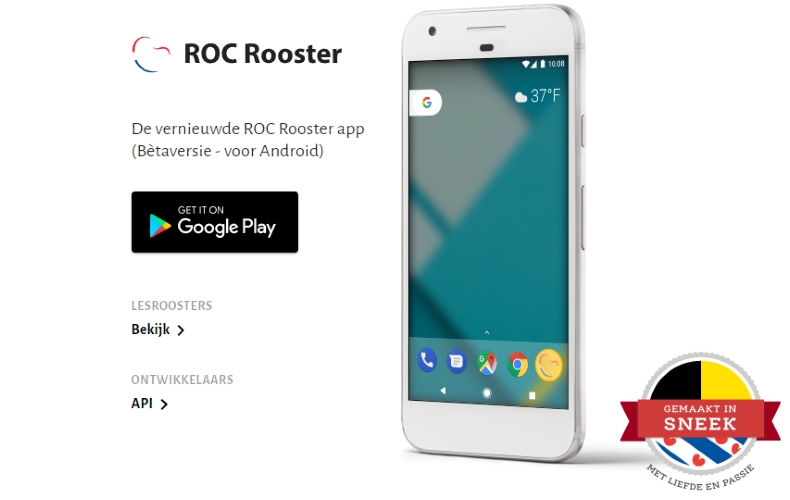 ROC Rooster
De vernieuwde ROC Rooster app
(Bètaversie - voor Android)
GET IT ON
Google Play
LESROOSTERS
Bekijk
ONTWIKKELAARS
API
10:08
G
37°F
GEMAAKT IN
SNEEK
MET LIEFDE EN PASSIE